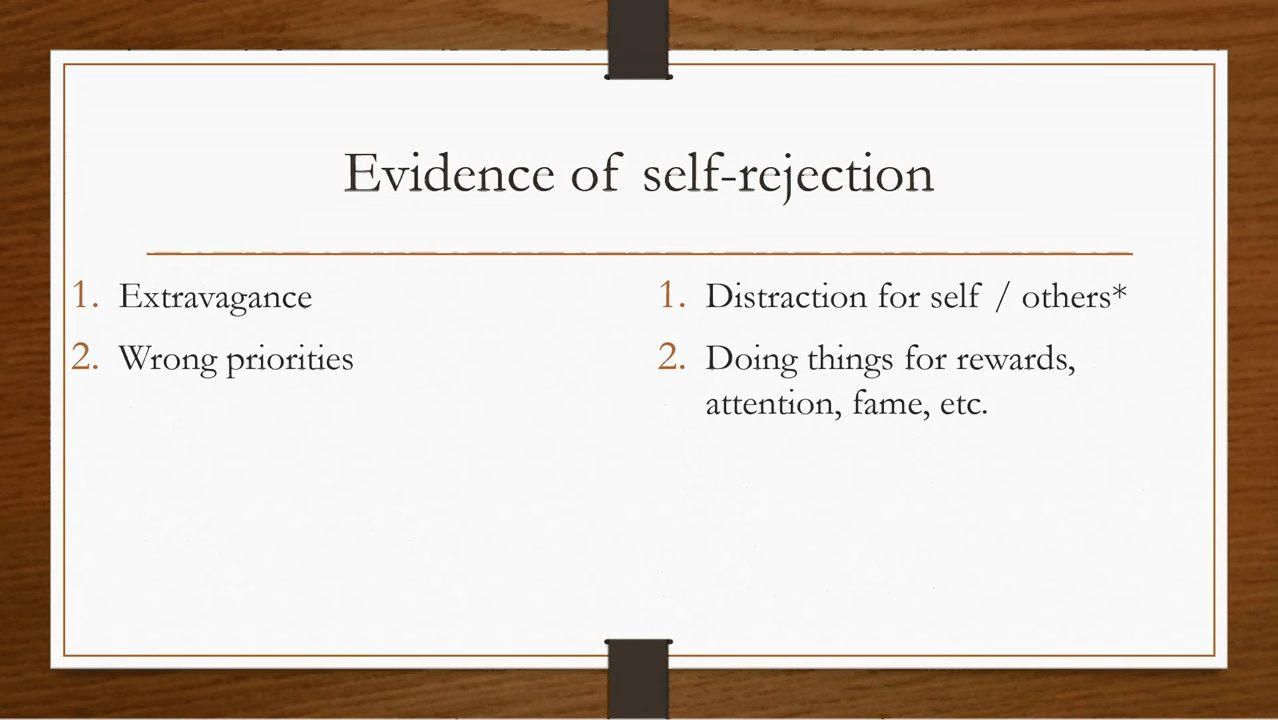 Evidence of self-rejection
1. Extravagance
2. Wrong priorities
1. Distraction for self / others*
2. Doing things for rewards,
attention, fame, etc.